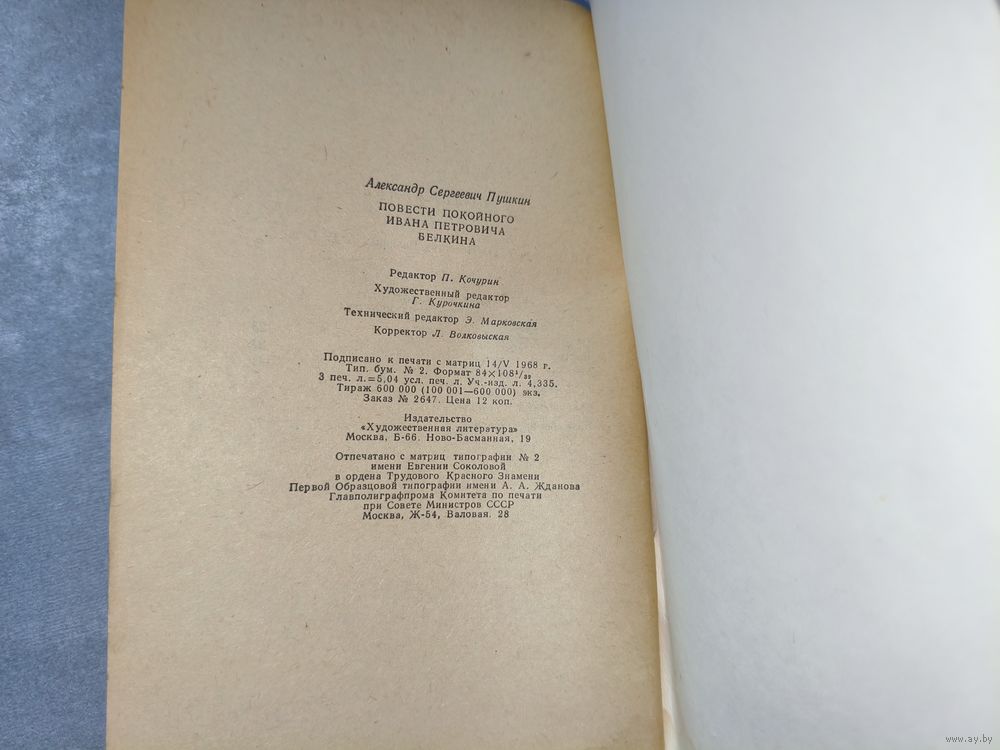 Александр Сергеевич Пушкин
ПОВЕСТИ ПОКОЙНОГО
ИВАНА ПЕТРОВИЧА
БЕЛКИНА
Редактор П. Кочурин
Художественный редактор
Г. Курочкина
Технический редактор Э. Марковская
Корректор Л. Волковыская
Подписано к печати с матриц 14/V 1968 г.
Тип. бум. № 2. Формат 84×108¹/₃₂
3 печ. л.=5,04 усл. печ. л. Уч.-изд. л. 4,335.
Тираж 600 000 (100 001—600 000) экз.
Заказ № 2647. Цена 12 коп.
Издательство
«Художественная литература»
Москва, Б-66. Ново-Басманная, 19
Отпечатано с матриц типографии № 2
имени Евгении Соколовой
в ордена Трудового Красного Знамени
Первой Образцовой типографии имени А. А. Жданова
Главполиграфпрома Комитета по печати
при Совете Министров СССР
Москва, Ж-54, Валовая. 28
www.ay.by